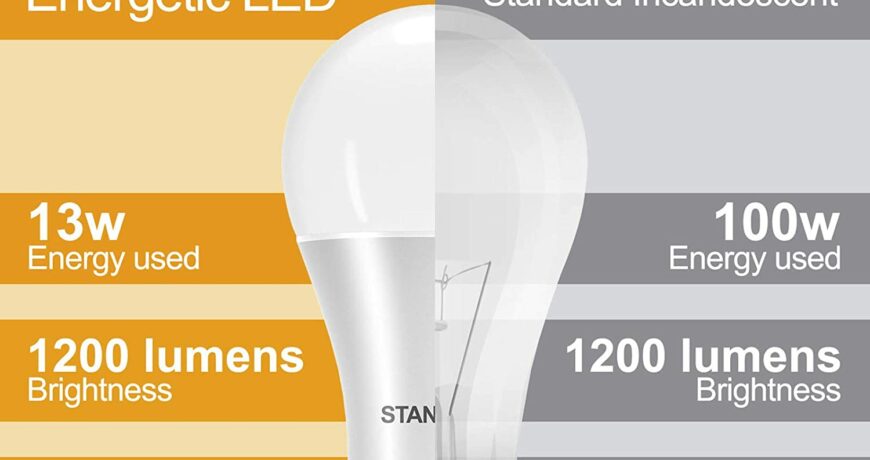 Energetic LED
Standard Incandescent
13w
Energy used
100w
Energy used
1200 lumens
Brightness
1200 lumens
Brightness
STAN